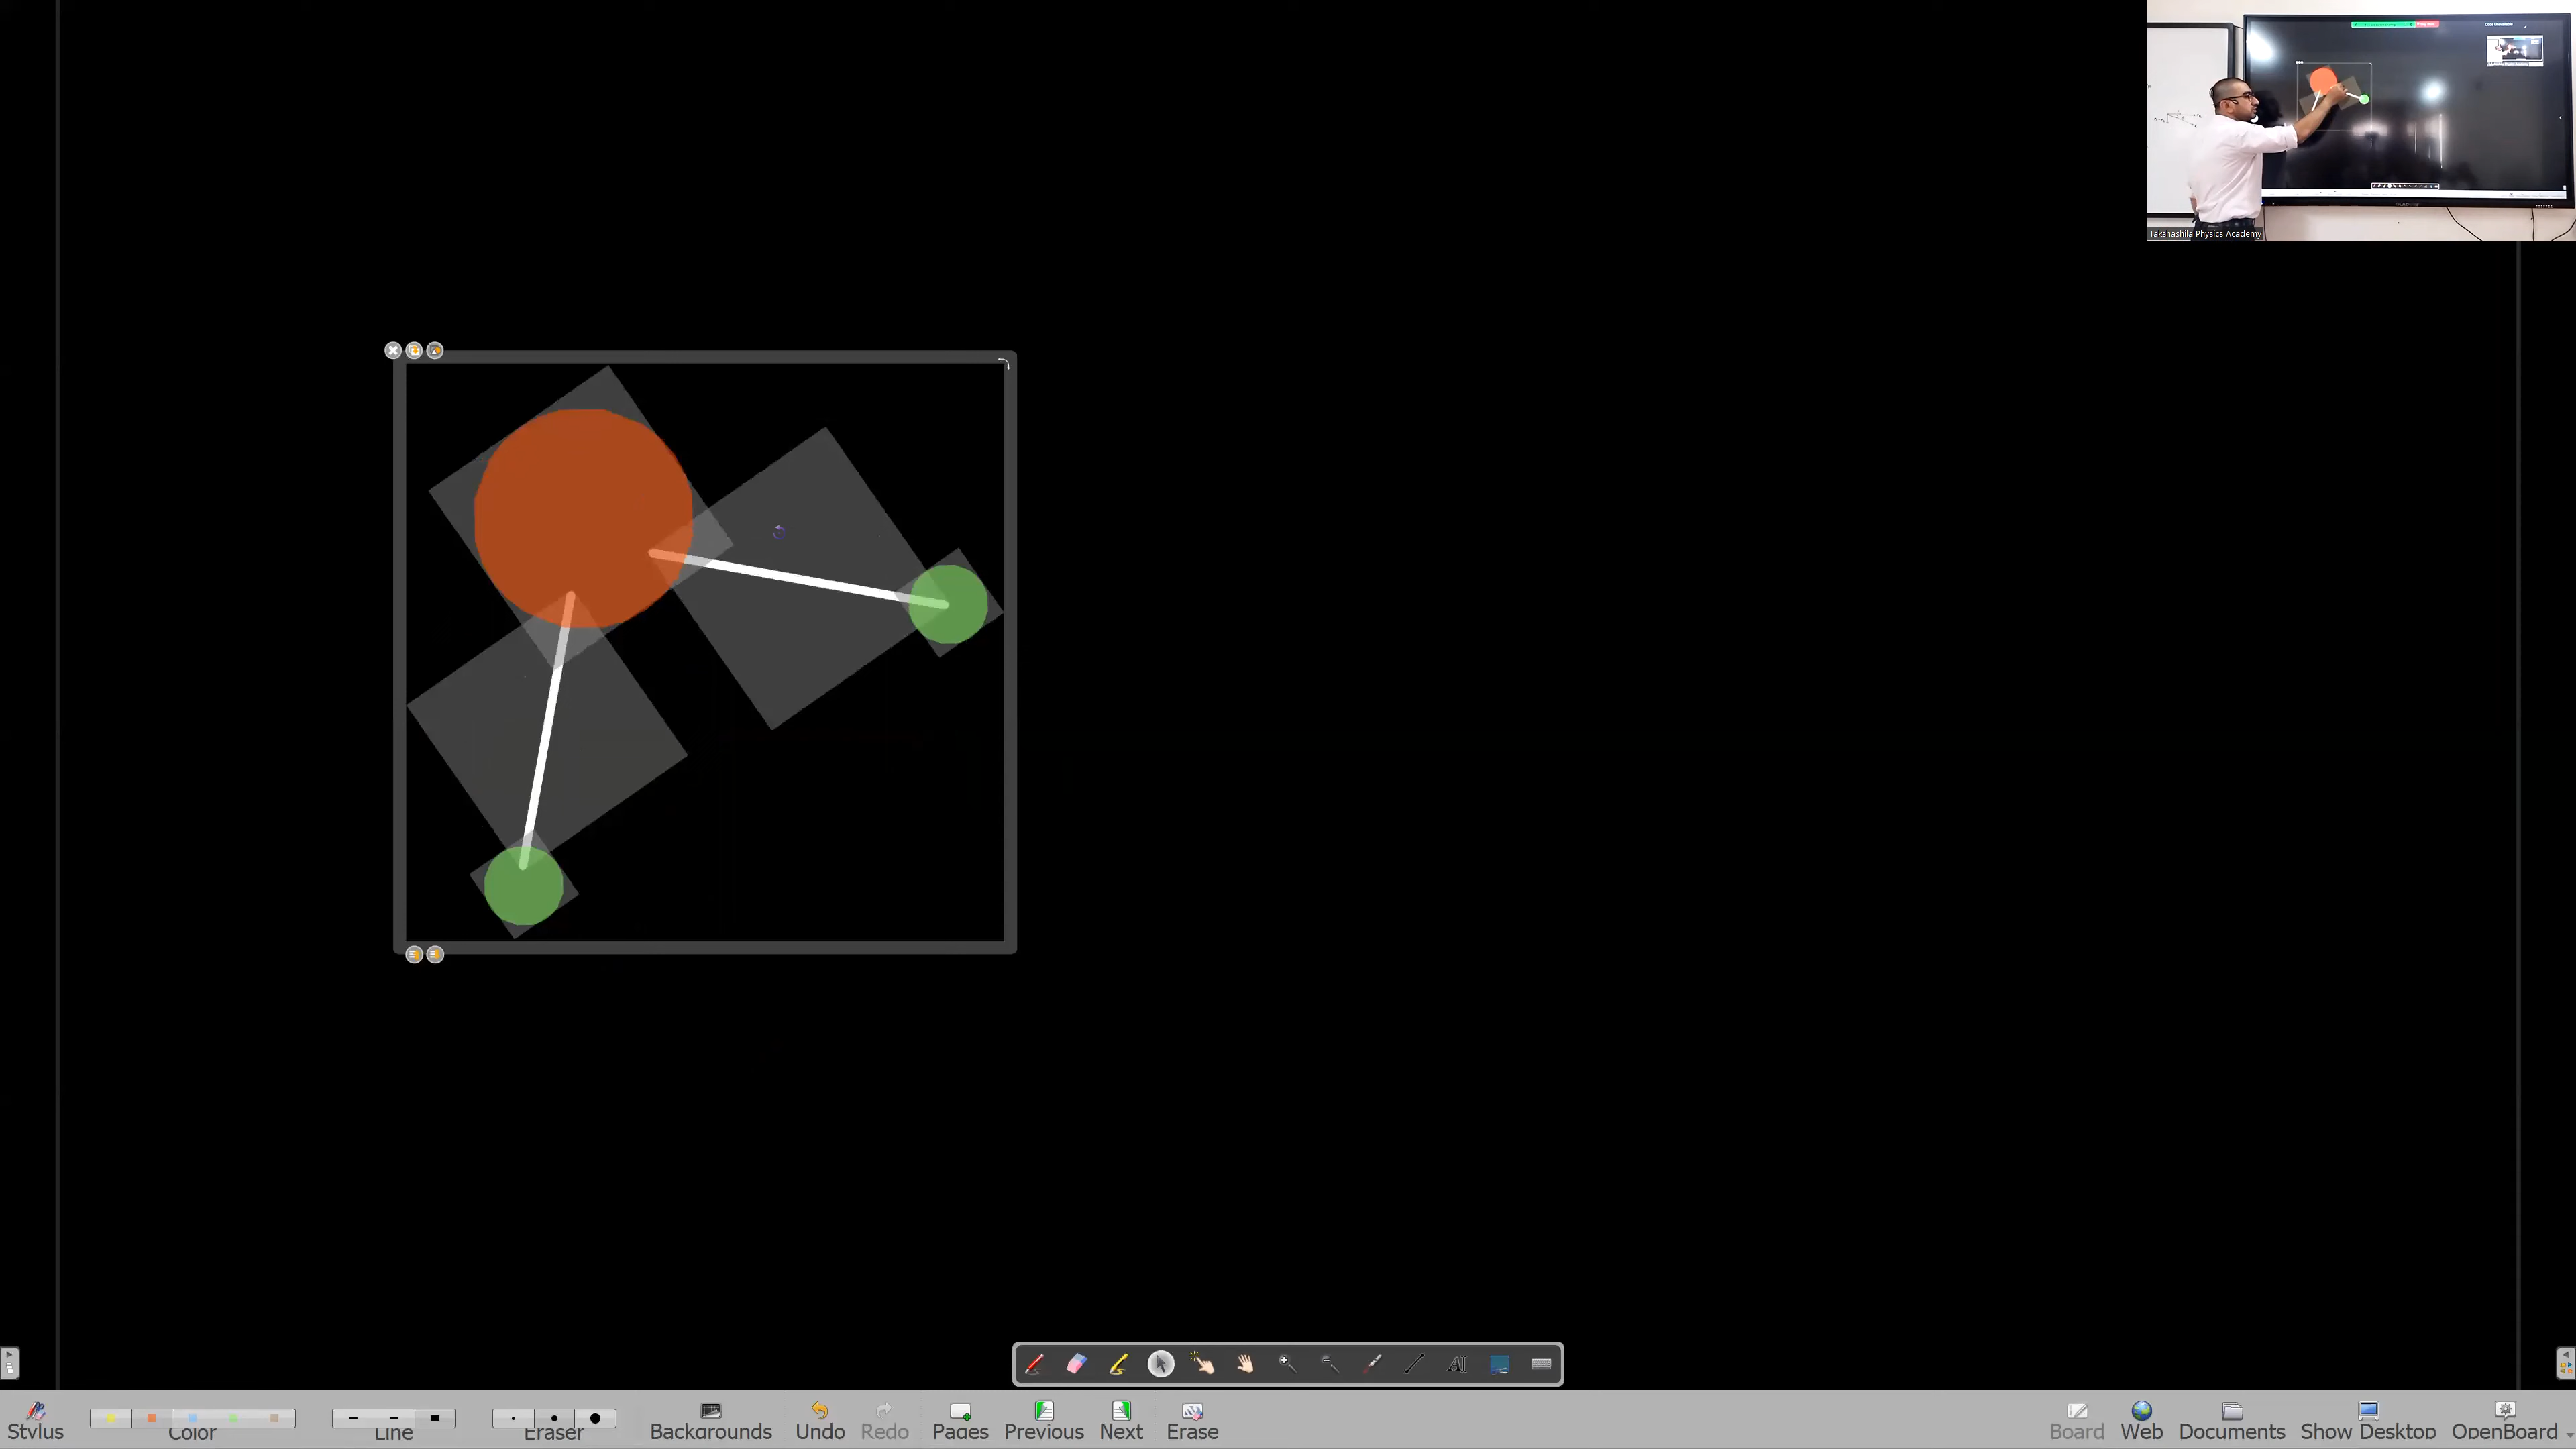 Takshashila Physics Academy
AI
Stylus
Color
Line
Eraser
Backgrounds
Undo
Redo
Pages
Previous
Next
Erase
Board
Web
Documents
Show Desktop
OpenBoard